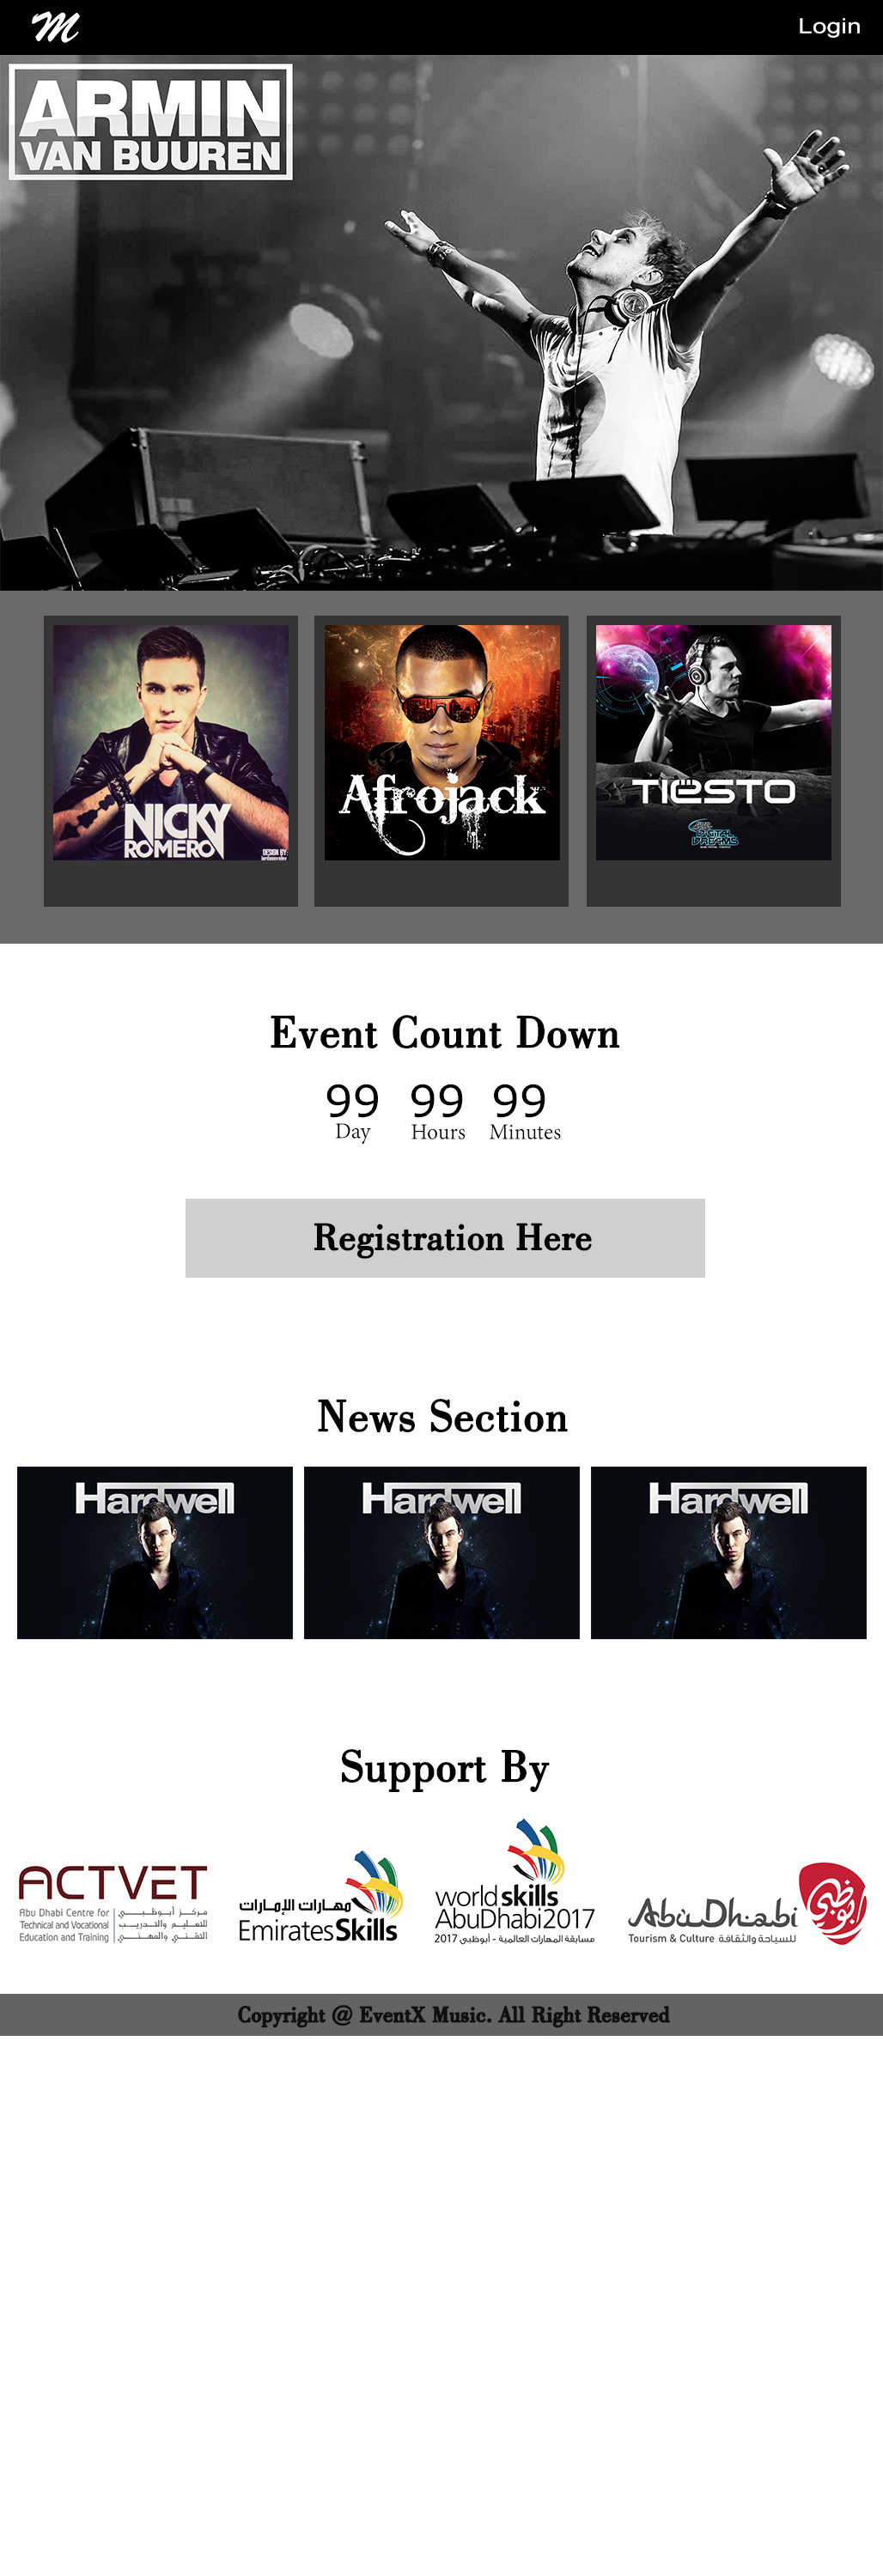 M
Login
ARMIN
VAN BUUREN
NICKY
ROMERO
DESIGN BY:
Afrojack
TIËSTO
DIGITAL
DREAMS
Event Count Down
99 99 99
Day Hours Minutes
Registration Here
News Section
Hardwell Hardwell Hardwell
Support By
ACTVET
Abu Dhabi Centre for
Technical and Vocational
Education and Training
مركز أبوظبي
للتعليم والتدريب
التقني والمهني
مهارات الإمارات
EmiratesSkills
worldskills
AbuDhabi2017
مسابقة المهارات العالمية - أبوظبي 2017
AbuDhabi
Tourism & Culture للسياحة والثقافة
أبوظبي
Copyright @ EventX Music. All Right Reserved